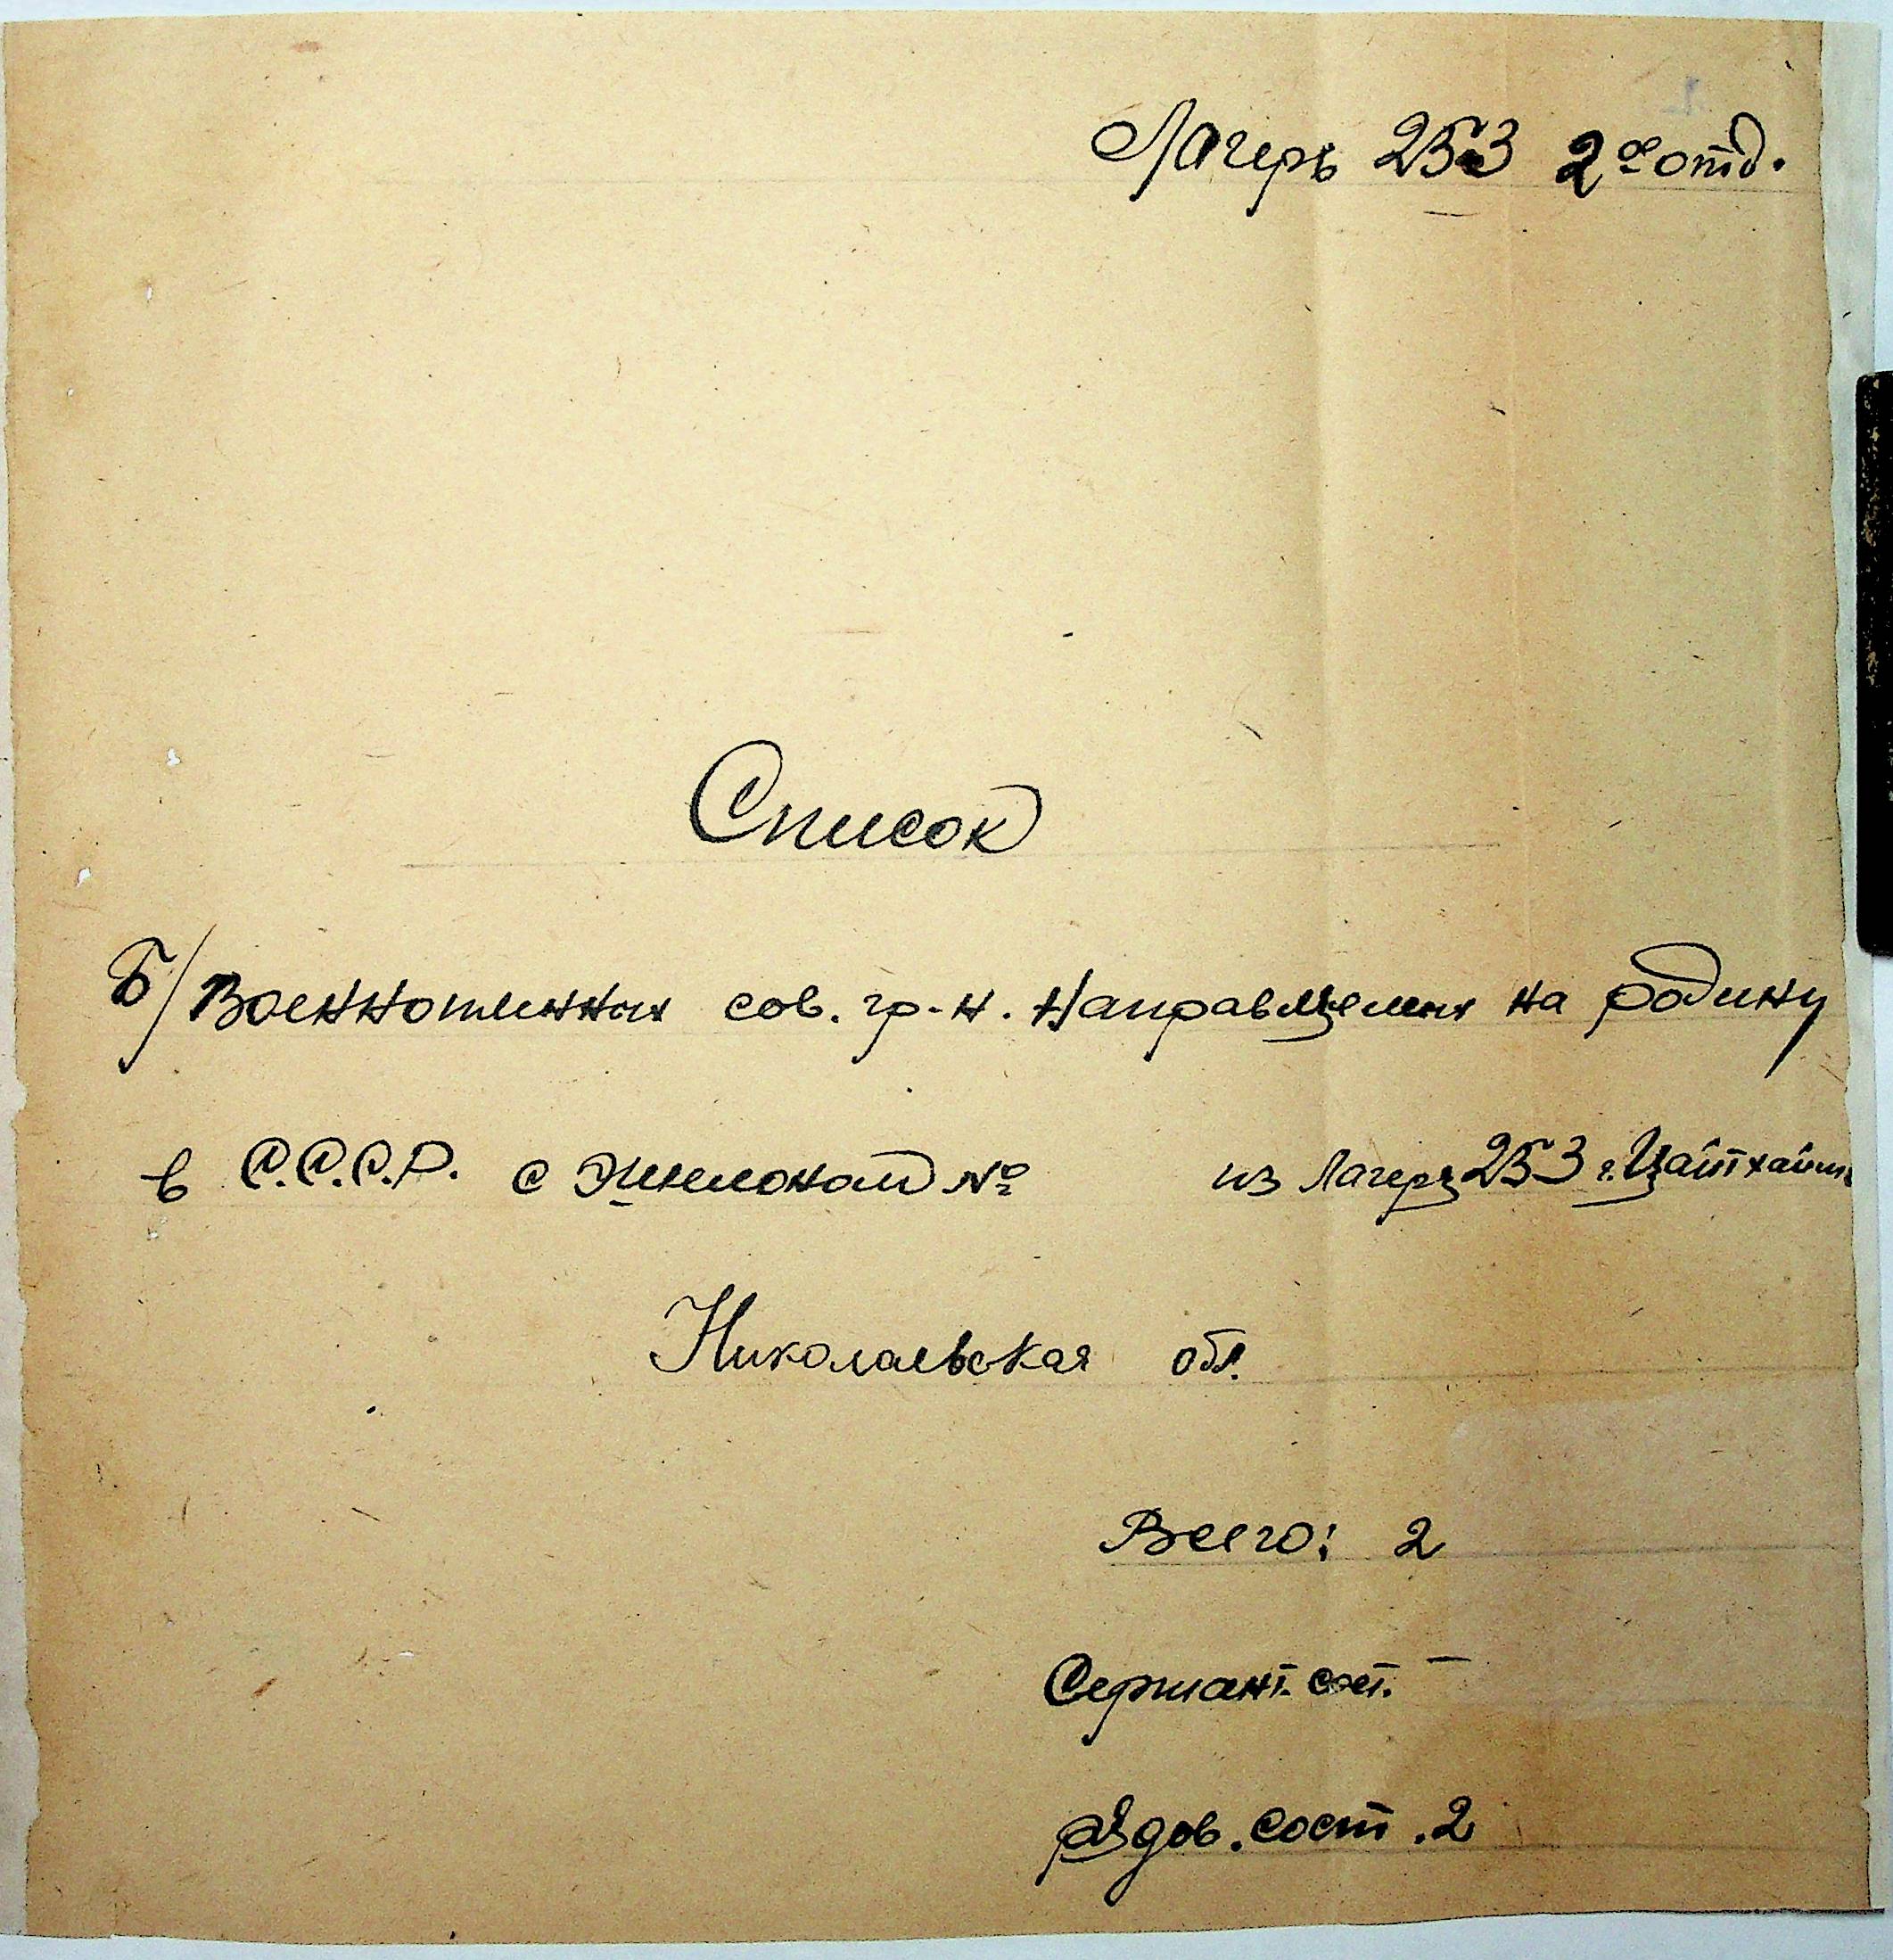 Лагерь 253 2ое отд.
Список
Б/Военнопленных сов. гр-н. Направляемых на родину
в С.С.С.Р. с Эшелоном № из Лагеря 253 г. Цайтхайн
Николаевская обл.
Всего: 2
Сержант. сост. –
Рядов. сост. 2